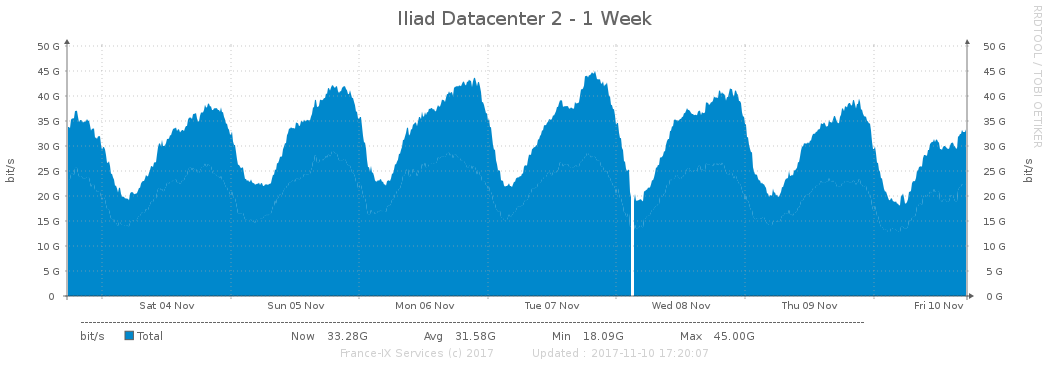 Iliad Datacenter 2 - 1 Week
RRDTOOL / TOBI OETIKER
bit/s
50 G 50 G
45 G 45 G
40 G 40 G
35 G 35 G
30 G 30 G
25 G 25 G
20 G 20 G
15 G 15 G
10 G 10 G
5 G 5 G
0 0 G
bit/s
Sat 04 Nov Sun 05 Nov Mon 06 Nov Tue 07 Nov Wed 08 Nov Thu 09 Nov Fri 10 Nov
bit/s Total Now 33.28G Avg 31.58G Min 18.09G Max 45.00G
France-IX Services (c) 2017 Updated : 2017-11-10 17:20:07